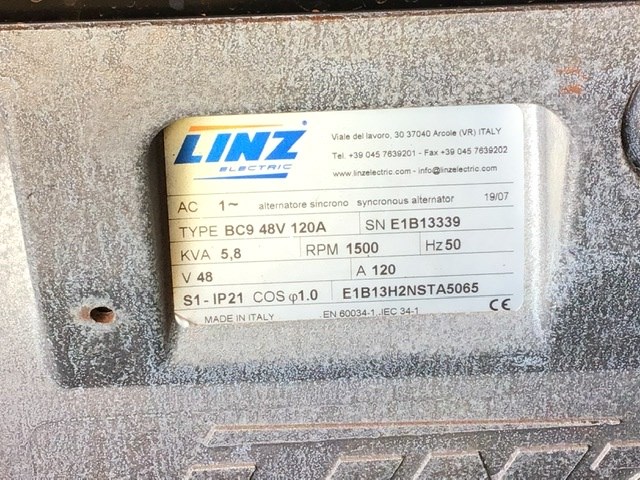 LINZ
ELECTRIC
Viale del lavoro, 30 37040 Arcole (VR) ITALY
Tel. +39 045 7639201 - Fax +39 045 7639202
www.linzelectric.com - info@linzelectric.com
AC 1~ alternatore sincrono syncronous alternator 19/07
TYPE BC9 48V 120A SN E1B13339
KVA 5,8 RPM 1500 Hz 50
V 48 A 120
S1 - IP21 COS φ1.0 E1B13H2NSTA5065
MADE IN ITALY EN 60034-1..IEC 34-1 CE